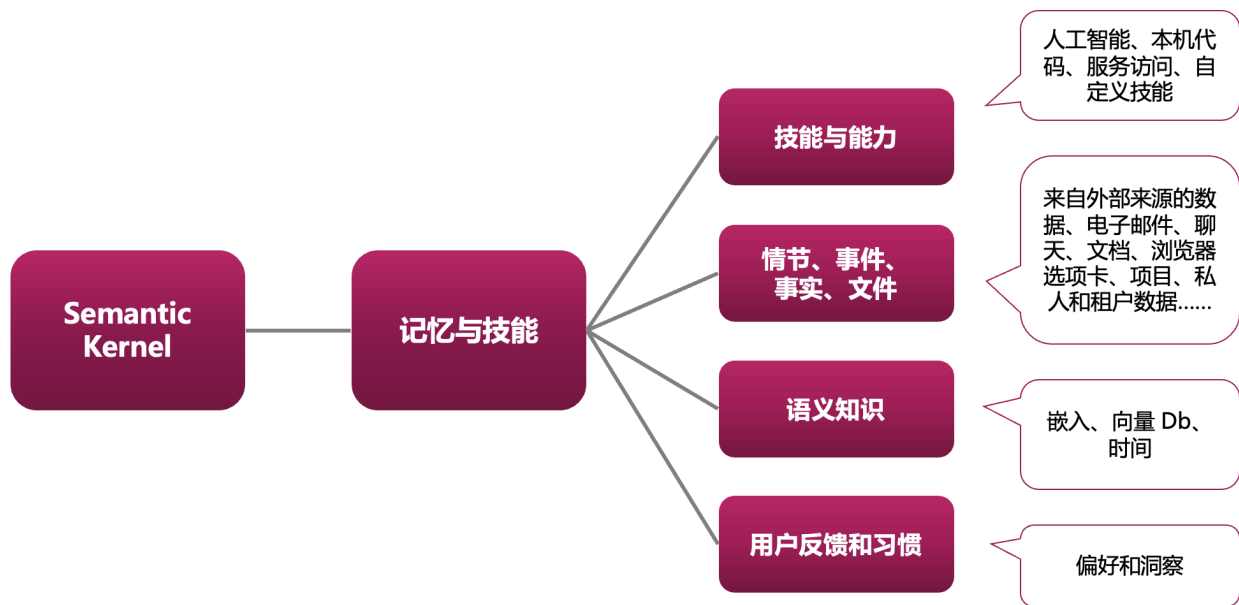 Semantic
Kernel
记忆与技能
技能与能力
人工智能、本机代
码、服务访问、自
定义技能
情节、事件、
事实、文件
来自外部来源的数
据、电子邮件、聊
天、文档、浏览器
选项卡、项目、私
人和租户数据......
语义知识
嵌入、向量 Db、
时间
用户反馈和习惯
偏好和洞察